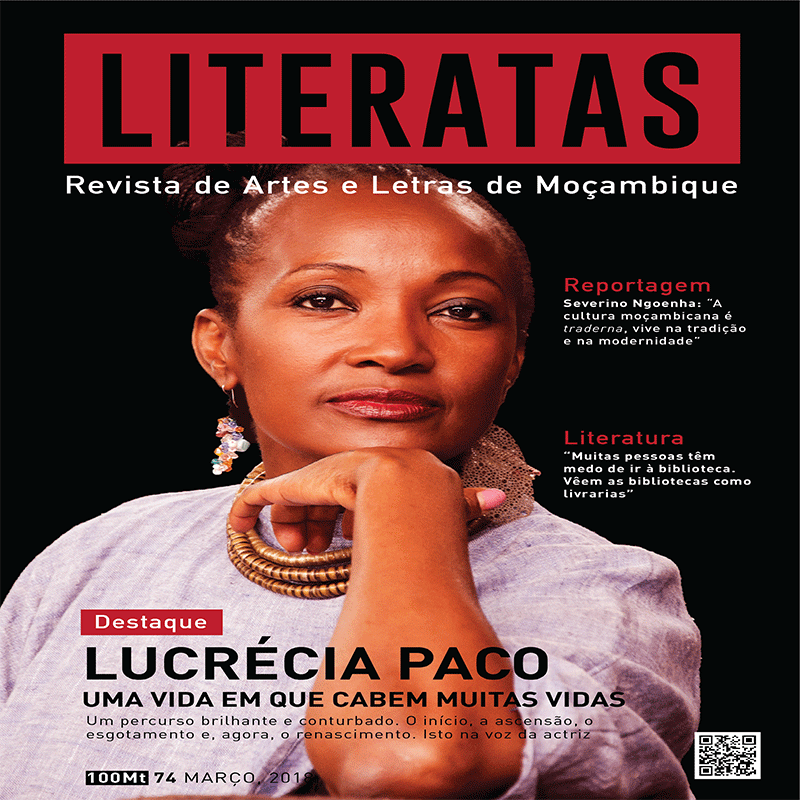 LITERATAS
Revista de Artes e Letras de Moçambique
Reportagem
Severino Ngoenha: “A
cultura moçambicana é
traderna, vive na tradição
e na modernidade”
Literatura
“Muitas pessoas têm
medo de ir à biblioteca.
Vêem as bibliotecas como
livrarias”
Destaque
LUCRÉCIA PACO
UMA VIDA EM QUE CABEM MUITAS VIDAS
Um percurso brilhante e conturbado. O início, a ascensão, o
esgotamento e, agora, o renascimento. Isto na voz da actriz
100Mt 74 MARÇO, 2018